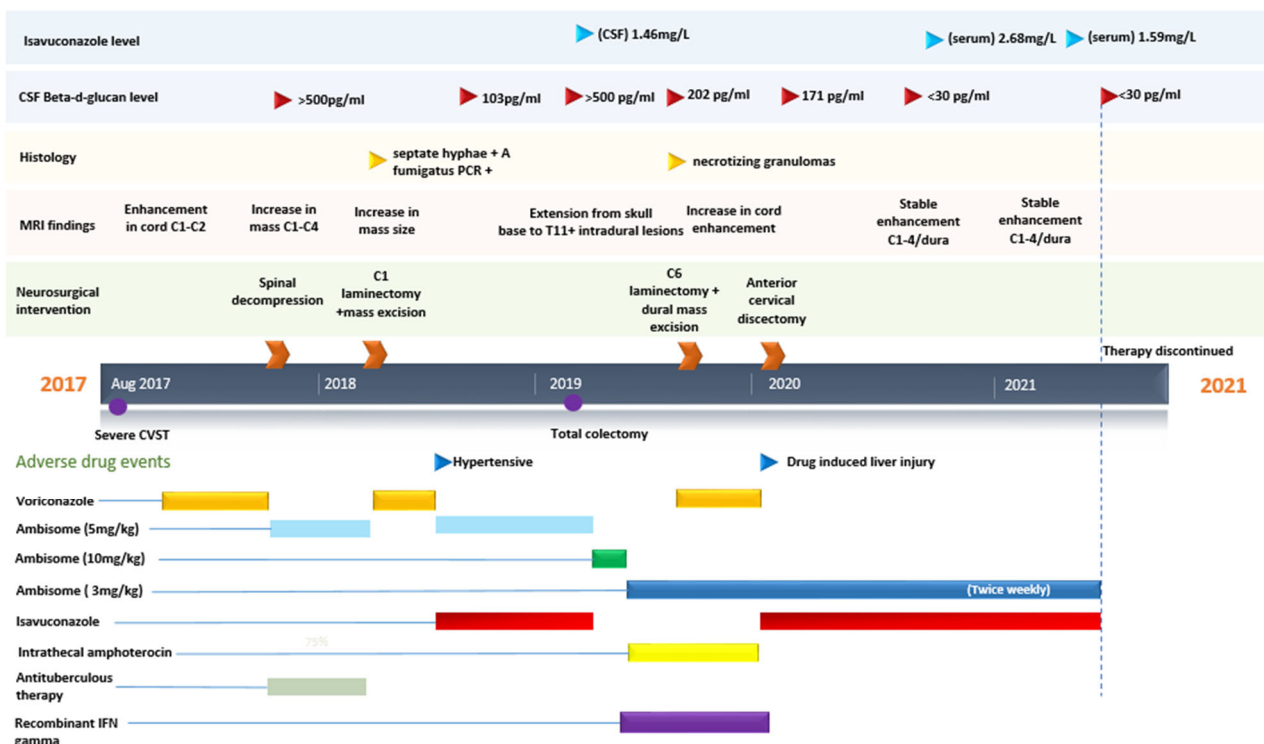 Isavuconazole level
(CSF) 1.46mg/L
(serum) 2.68mg/L
(serum) 1.59mg/L
CSF Beta-d-glucan level
>500pg/ml
103pg/ml
>500 pg/ml
202 pg/ml
171 pg/ml
<30 pg/ml
<30 pg/ml
Histology
septate hyphae + A
fumigatus PCR +
necrotizing granulomas
MRI findings
Enhancement
in cord C1-C2
Increase in
mass C1-C4
Increase in
mass size
Extension from skull
base to T11+ intradural lesions
Increase in cord
enhancement
Stable
enhancement
C1-4/dura
Stable
enhancement
C1-4/dura
Neurosurgical
intervention
Spinal
decompression
C1
laminectomy
+mass excision
C6
laminectomy +
dural mass
excision
Anterior
cervical
discectomy
Therapy discontinued
2017
Aug 2017
2018
2019
2020
2021
2021
Severe CVST
Total colectomy
Adverse drug events
Hypertensive
Drug induced liver injury
Voriconazole
Ambisome (5mg/kg)
Ambisome (10mg/kg)
Ambisome ( 3mg/kg)
(Twice weekly)
Isavuconazole
75%
Intrathecal amphoterocin
Antituberculous
therapy
Recombinant IFN
gamma